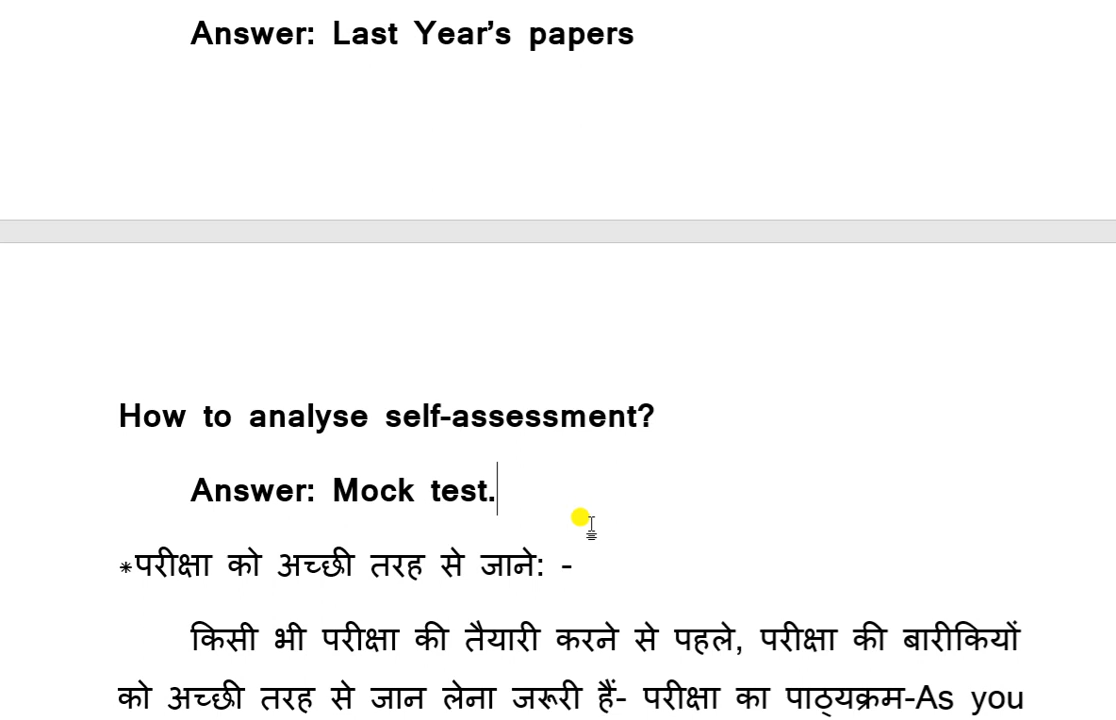 Answer: Last Year’s papers
How to analyse self-assessment?
Answer: Mock test.
*परीक्षा को अच्छी तरह से जाने: -
किसी भी परीक्षा की तैयारी करने से पहले, परीक्षा की बारीकियों
को अच्छी तरह से जान लेना जरूरी हैं- परीक्षा का पाठ्यक्रम-As you